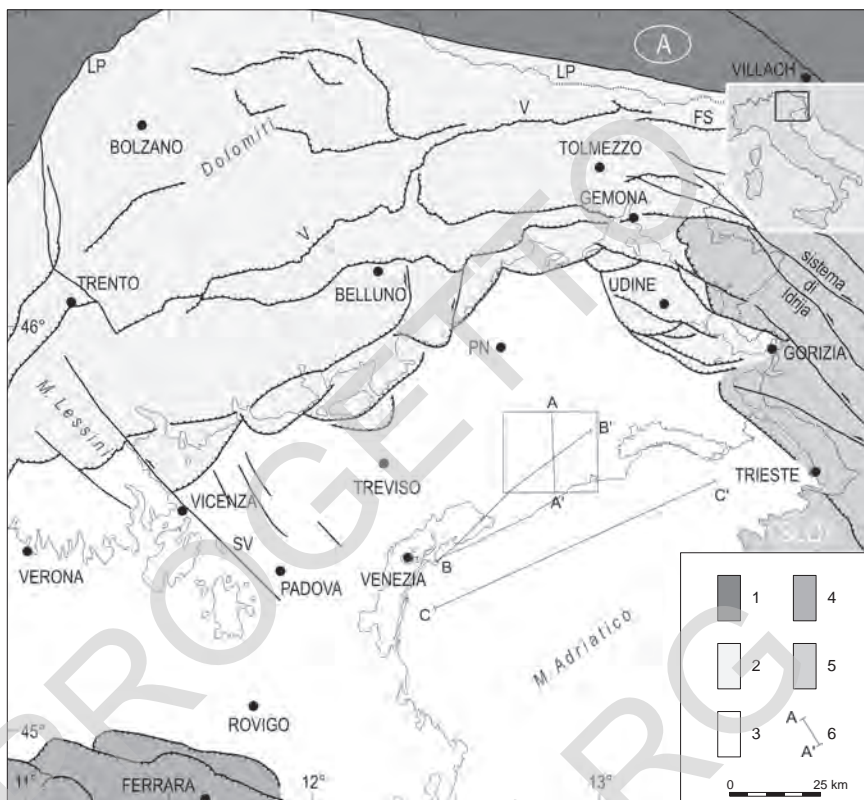 A
LP
LP
VILLACH
V
FS
BOLZANO
Dolomiti
TOLMEZZO
GEMONA
V
sistema
di
Idrija
TRENTO
BELLUNO
UDINE
46°
PN
GORIZIA
M. Lessini
A
B'
TREVISO
TRIESTE
VICENZA
A'
C'
SV
VERONA
PADOVA
VENEZIA
B
C
M. Adriatico
ROVIGO
45°
FERRARA
11°
12°
13°
1
4
2
5
3
A
A'
6
0
25 km
PROGETTO
RG